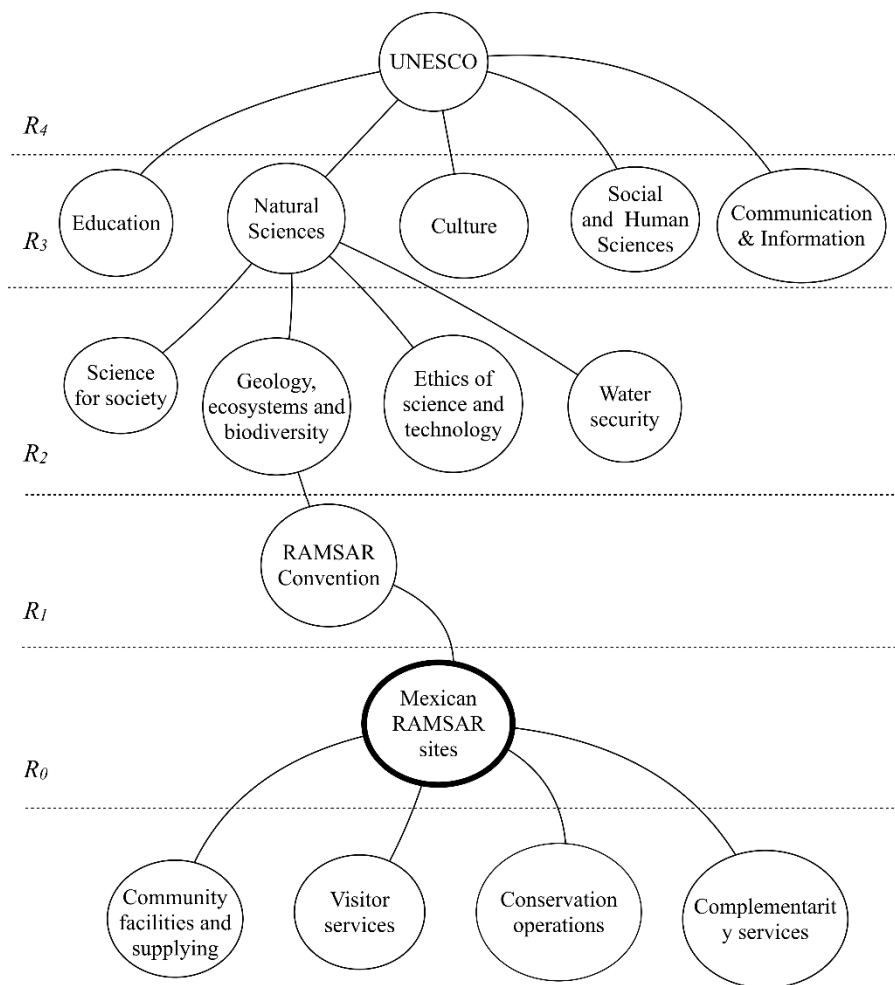 UNESCO
R4
Education
Natural
Sciences
Culture
Social
and Human
Sciences
Communication
& Information
R3
Science
for society
Geology,
ecosystems and
biodiversity
Ethics of
science and
technology
Water
security
R2
RAMSAR
Convention
R1
Mexican
RAMSAR
sites
R0
Community
facilities and
supplying
Visitor
services
Conservation
operations
Complementarit
y services